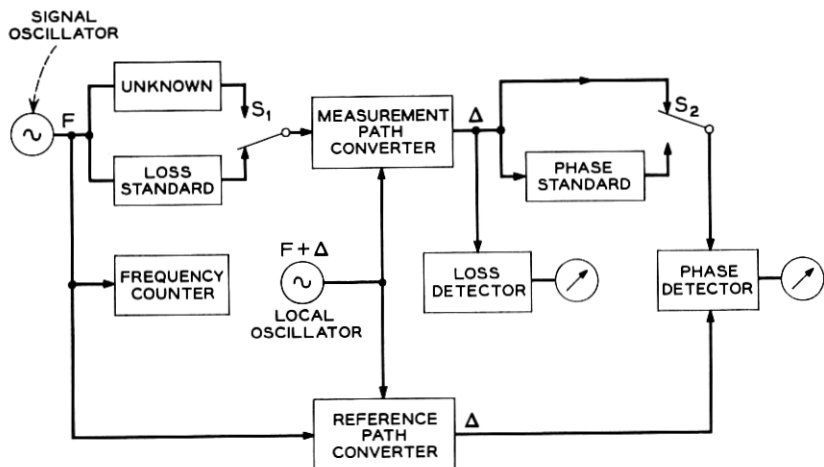 SIGNAL
OSCILLATOR
F
UNKNOWN
S1
LOSS
STANDARD
MEASUREMENT
PATH
CONVERTER
Δ
S2
PHASE
STANDARD
FREQUENCY
COUNTER
F + Δ
LOCAL
OSCILLATOR
LOSS
DETECTOR
PHASE
DETECTOR
REFERENCE
PATH
CONVERTER
Δ